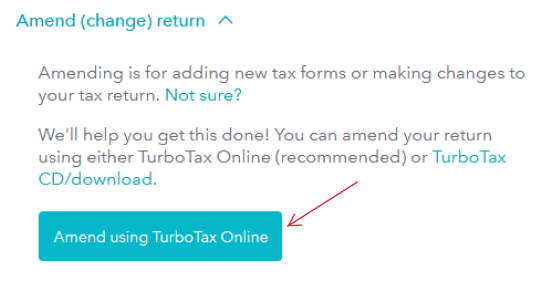 Amend (change) return
Amending is for adding new tax forms or making changes to
your tax return. Not sure?
We'll help you get this done! You can amend your return
using either TurboTax Online (recommended) or TurboTax
CD/download.
Amend using TurboTax Online